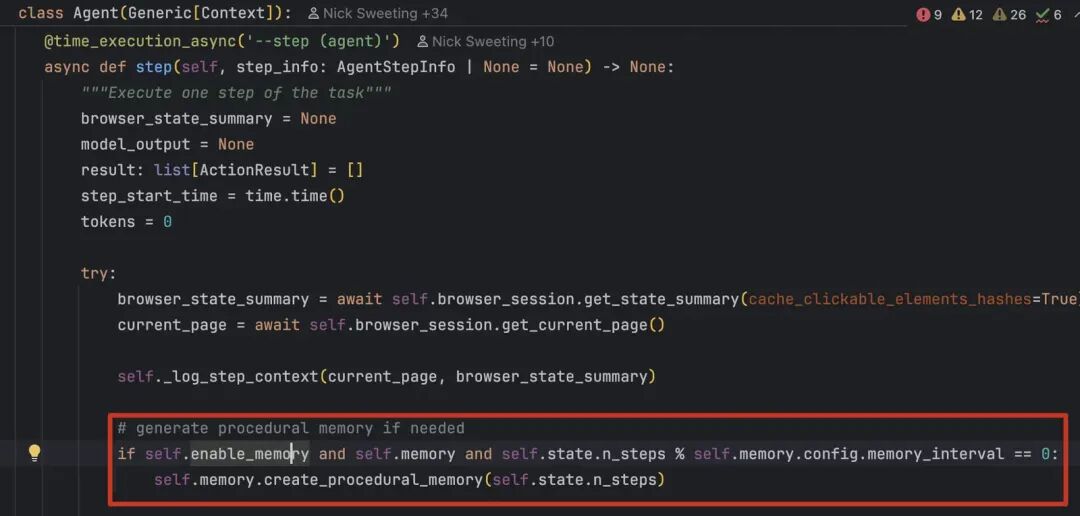 class Agent(Generic[Context]): Nick Sweeting +34 9 12 26 6
@time_execution_async('--step (agent)') Nick Sweeting +10
async def step(self, step_info: AgentStepInfo | None = None) -> None:
"""Execute one step of the task"""
browser_state_summary = None
model_output = None
result: list[ActionResult] = []
step_start_time = time.time()
tokens = 0
try:
browser_state_summary = await self.browser_session.get_state_summary(cache_clickable_elements_hashes=True)
current_page = await self.browser_session.get_current_page()
self._log_step_context(current_page, browser_state_summary)
# generate procedural memory if needed
if self.enable_memory and self.memory and self.state.n_steps % self.memory.config.memory_interval == 0:
self.memory.create_procedural_memory(self.state.n_steps)